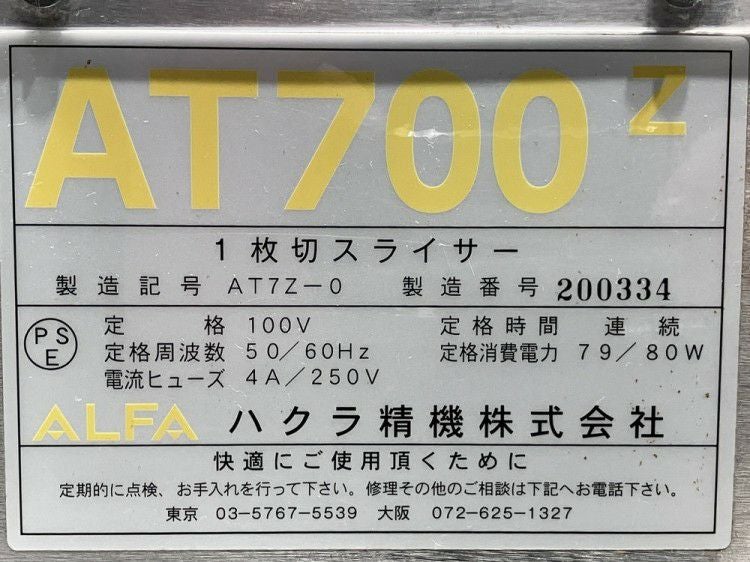 AT700Z
1枚切スライサー
製造記号 AT7Z-0 製造番号 200334
PSE
定格 100V 定格時間 連続
定格周波数 50/60Hz 定格消費電力 79/80W
電流ヒューズ 4A/250V
ALFA ハクラ精機株式会社
快適にご使用頂くために
定期的に点検、お手入れを行って下さい。修理その他のご相談は下記へお電話下さい。
東京 03-5767-5539 大阪 072-625-1327